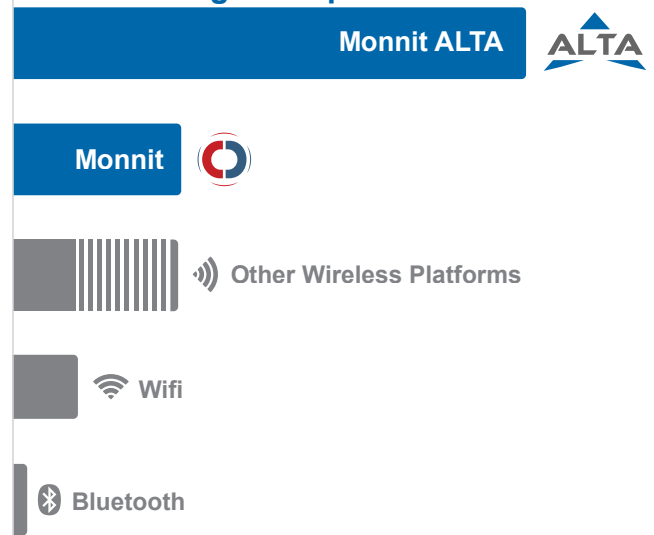 Monnit ALTA
ALTA
Monnit
Other Wireless Platforms
Wifi
Bluetooth